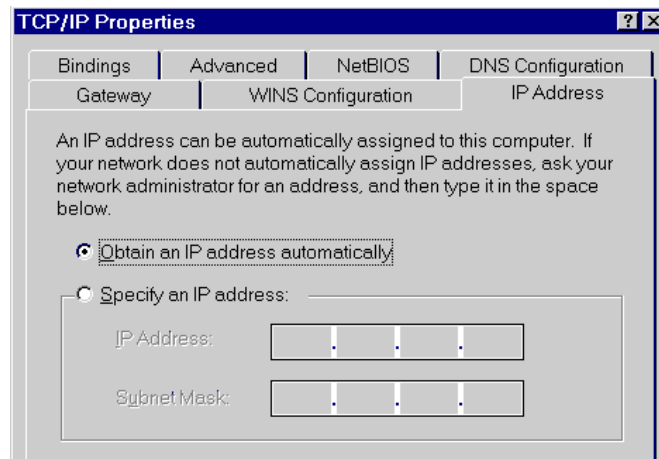 TCP/IP Properties ? X
Bindings Advanced NetBIOS DNS Configuration
Gateway WINS Configuration IP Address
An IP address can be automatically assigned to this computer. If
your network does not automatically assign IP addresses, ask your
network administrator for an address, and then type it in the space
below.
Obtain an IP address automatically
Specify an IP address:
IP Address: . . .
Subnet Mask: . . .